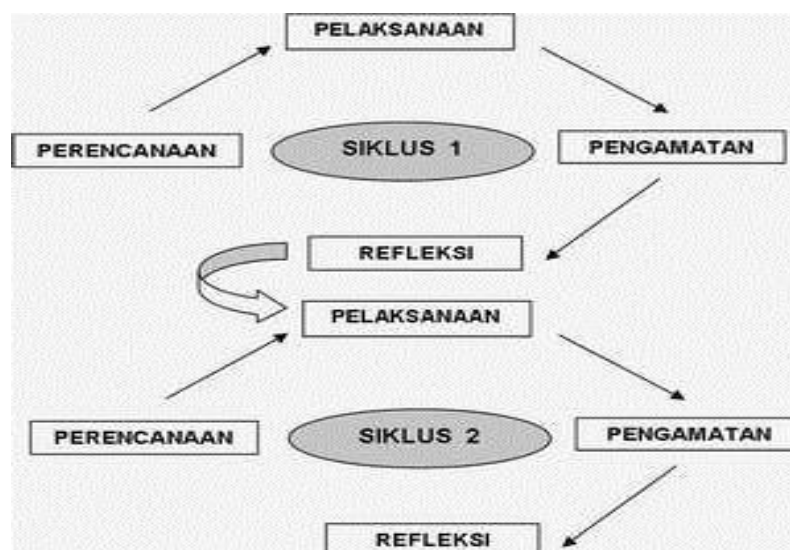 PELAKSANAAN
PERENCANAAN
SIKLUS 1
PENGAMATAN
REFLEKSI
PELAKSANAAN
PERENCANAAN
SIKLUS 2
PENGAMATAN
REFLEKSI